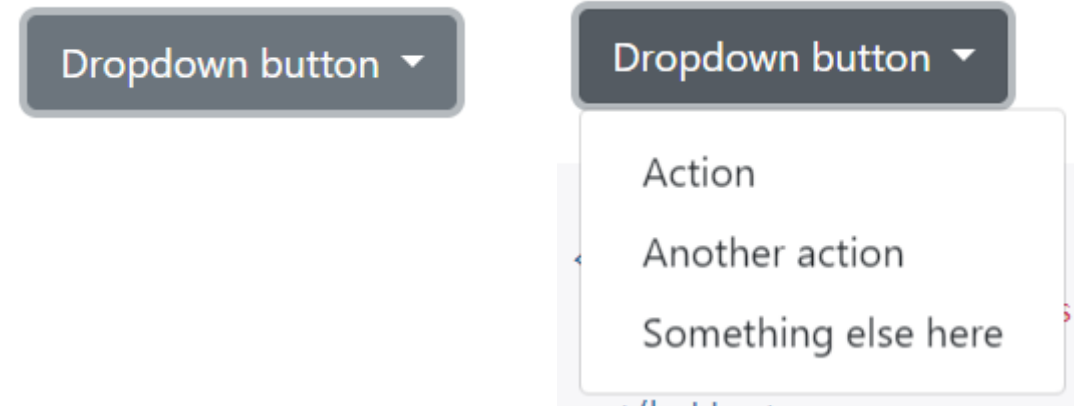 Dropdown button
Dropdown button
Action
Another action
Something else here